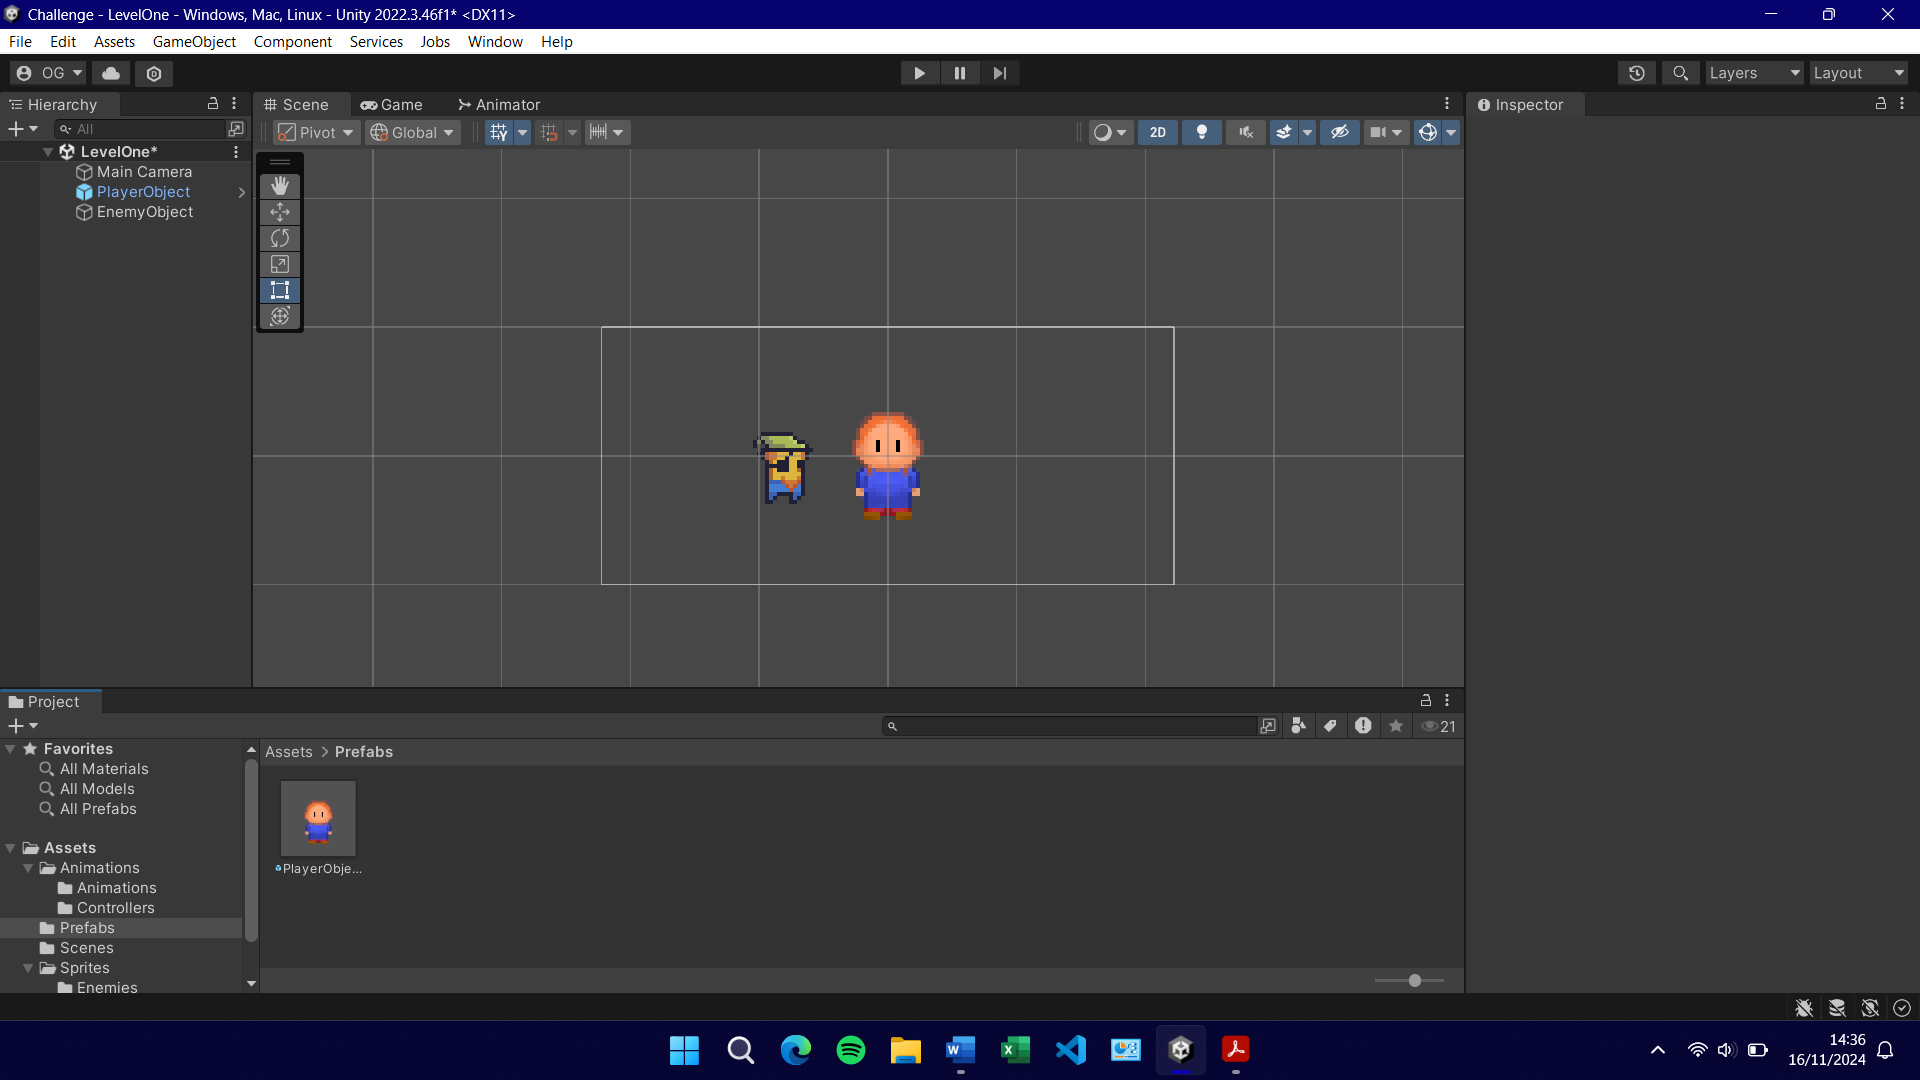 Challenge - LevelOne - Windows, Mac, Linux - Unity 2022.3.46f1* <DX11>
File Edit Assets GameObject Component Services Jobs Window Help
OG Layers Layout
Hierarchy Scene Game Animator Inspector
All Pivot Global 2D
LevelOne*
Main Camera
PlayerObject
EnemyObject
Project
21
Favorites
All Materials
All Models
All Prefabs
Assets
Animations
Animations
Controllers
Prefabs
Scenes
Sprites
Enemies
Assets > Prefabs
PlayerObje...
14:36
16/11/2024